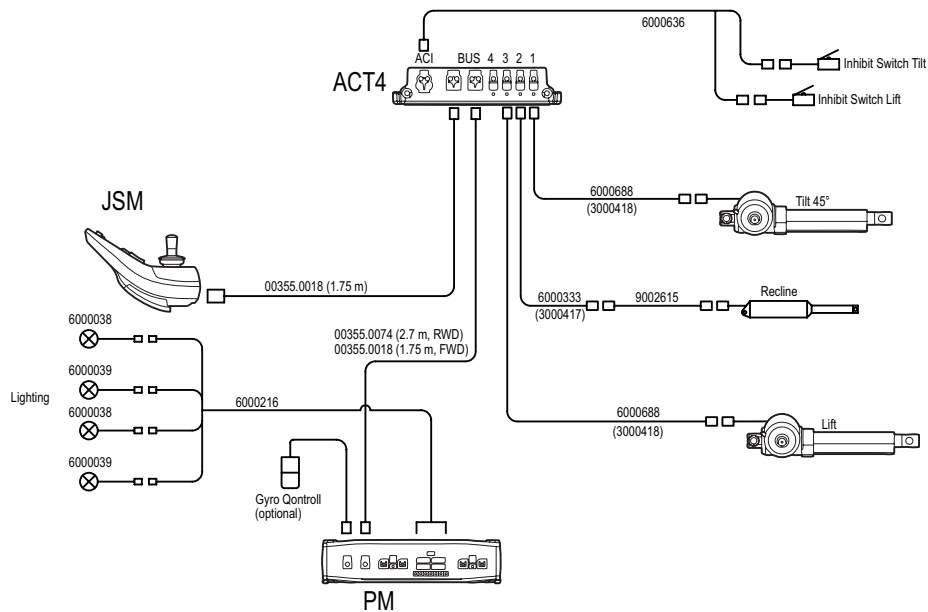 6000636
ACI BUS 4 3 2 1
ACT4
Inhibit Switch Tilt
Inhibit Switch Lift
JSM
6000688
(3000418)
Tilt 45°
00355.0018 (1.75 m)
6000333
(3000417)
9002615
Recline
6000038
00355.0074 (2.7 m, RWD)
00355.0018 (1.75 m, FWD)
6000039
Lighting
6000216
6000038
6000688
(3000418)
Lift
6000039
Gyro Qontroll
(optional)
PM